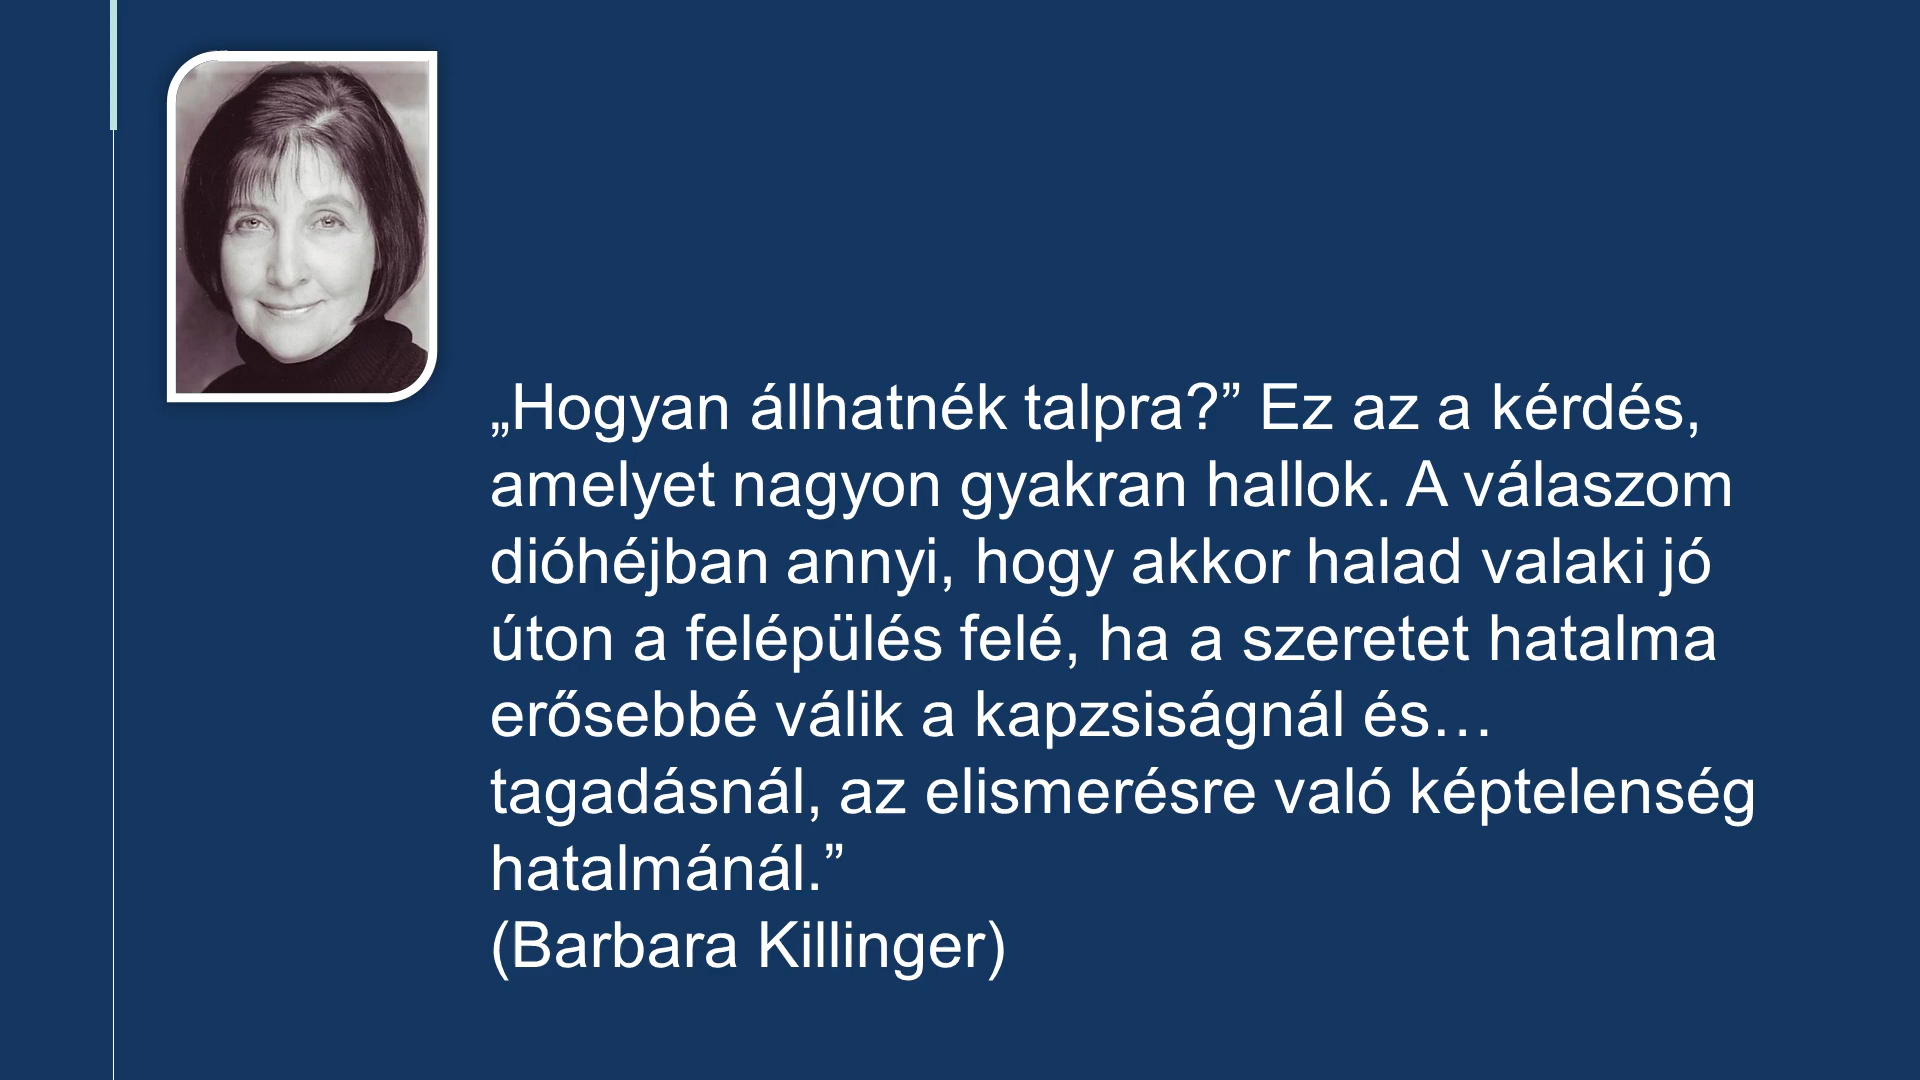 „Hogyan állhatnék talpra?” Ez az a kérdés,
amelyet nagyon gyakran hallok. A válaszom
dióhéjban annyi, hogy akkor halad valaki jó
úton a felépülés felé, ha a szeretet hatalma
erősebbé válik a kapzsiságnál és…
tagadásnál, az elismerésre való képtelenség
hatalmánál.”
(Barbara Killinger)